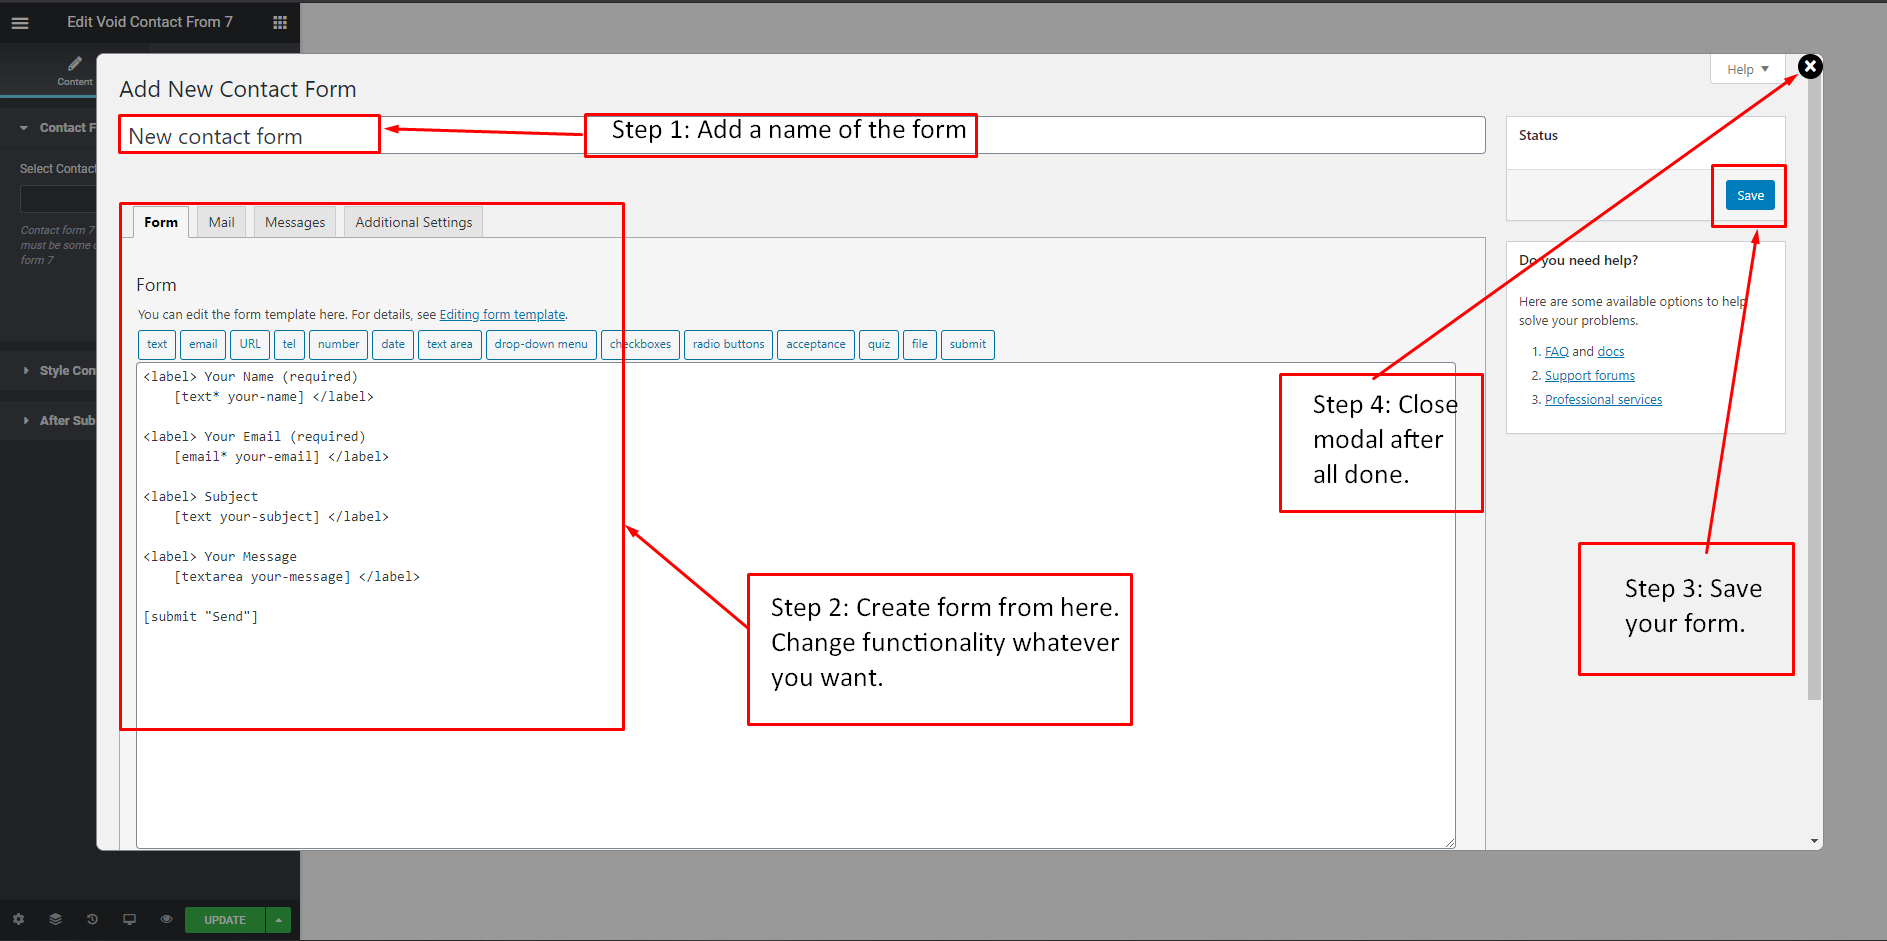 Edit Void Contact From 7
Content
Contact F
Select Contact
Contact form 7
must be some
form 7
Style Con
After Sub
UPDATE
Add New Contact Form
Help
New contact form
Step 1: Add a name of the form
Status
Save
Form
Mail
Messages
Additional Settings
Form
You can edit the form template here. For details, see Editing form template.
text
email
URL
tel
number
date
text area
drop-down menu
checkboxes
radio buttons
acceptance
quiz
file
submit
<label> Your Name (required)
[text* your-name] </label>
<label> Your Email (required)
[email* your-email] </label>
<label> Subject
[text your-subject] </label>
<label> Your Message
[textarea your-message] </label>
[submit "Send"]
Step 2: Create form from here.
Change functionality whatever
you want.
Step 4: Close
modal after
all done.
Do you need help?
Here are some available options to help
solve your problems.
1. FAQ and docs
2. Support forums
3. Professional services
Step 3: Save
your form.